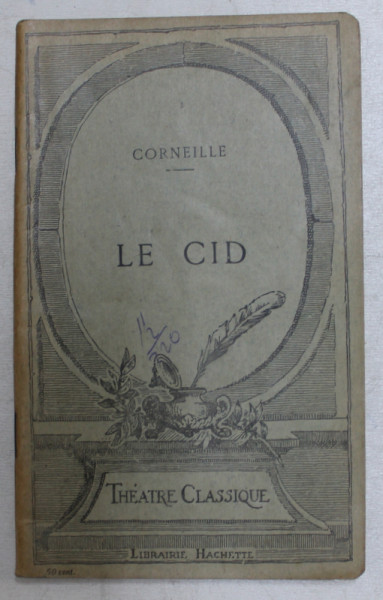 CORNEILLE
LE CID
THÉATRE CLASSIQUE
LIBRAIRIE HACHETTE